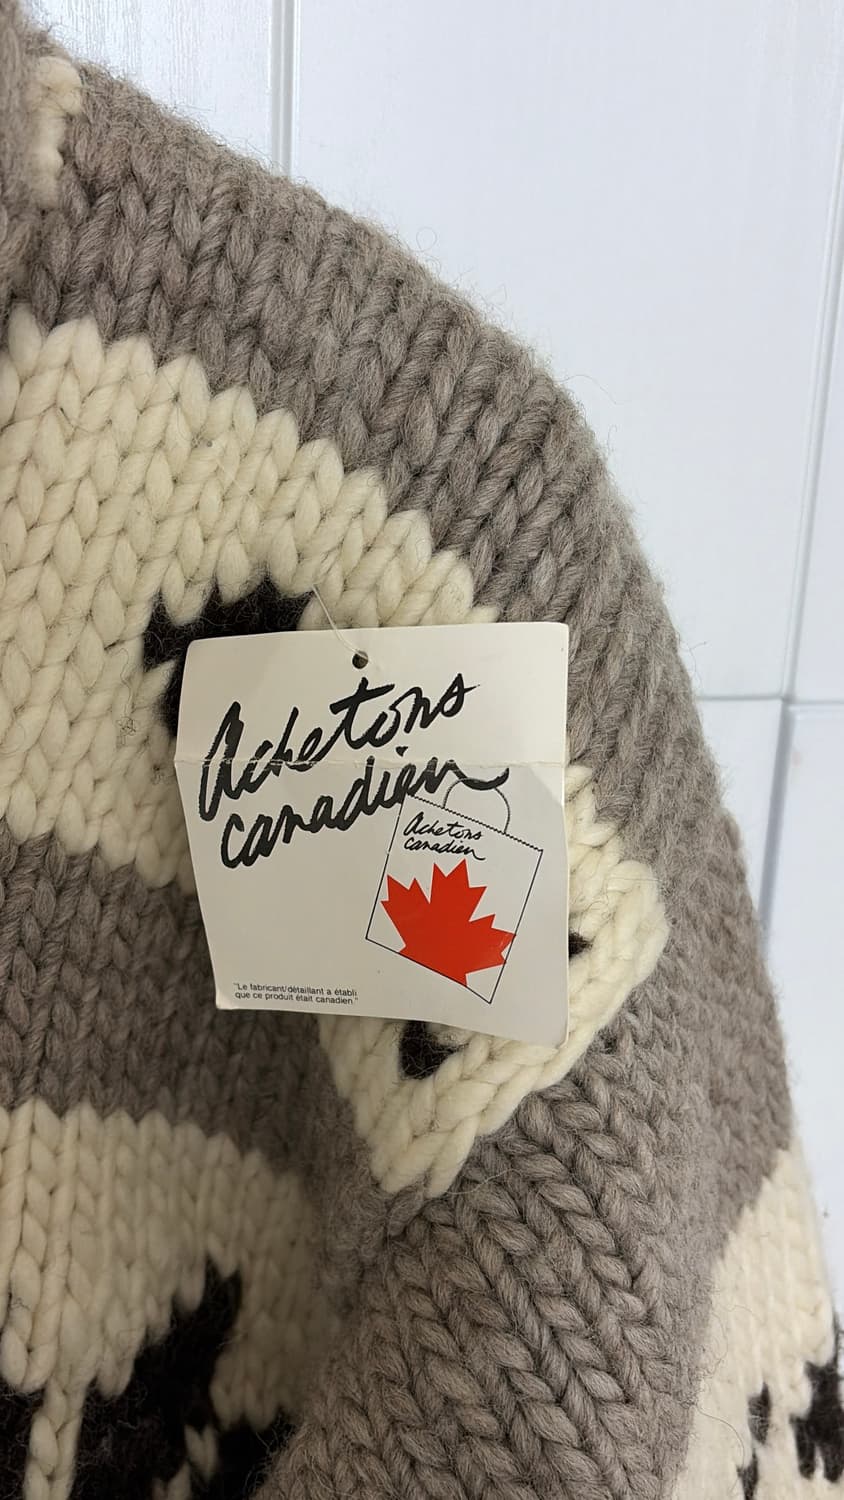 Achetons
canadien
Achetons
canadien
"Le fabricant/détaillant a établi
que ce produit était canadien."